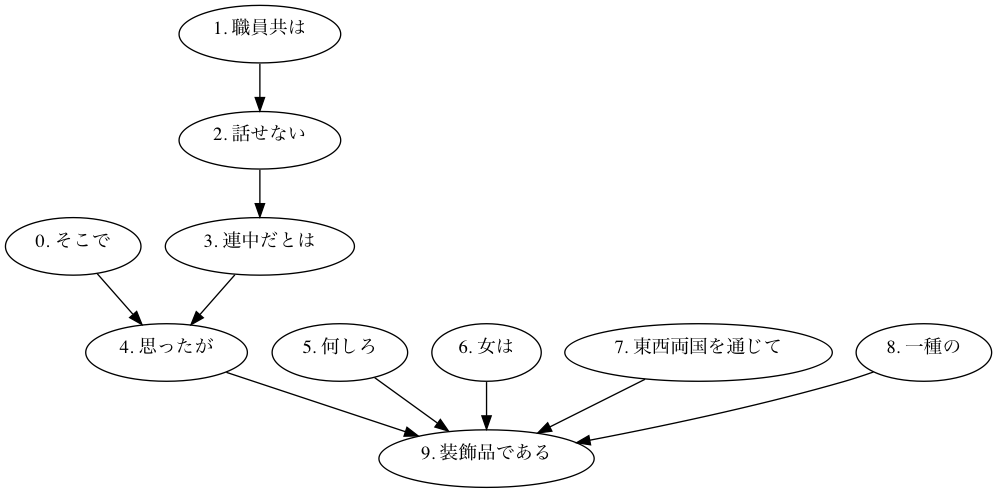 1. 職員共は
2. 話せない
0. そこで
3. 連中だとは
4. 思ったが
5. 何しろ
6. 女は
7. 東西両国を通じて
8. 一種の
9. 装飾品である